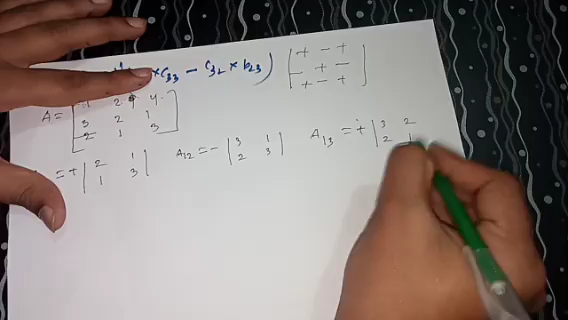 × c₃₃ − c₃₂ × b₂₃) [+ − +
− + −
+ − +]
A = [1 2 4
3 2 1
2 1 3]
= + |2 1
1 3| A₁₂ = − |3 1
2 3| A₁₃ = + |3 2
2 1